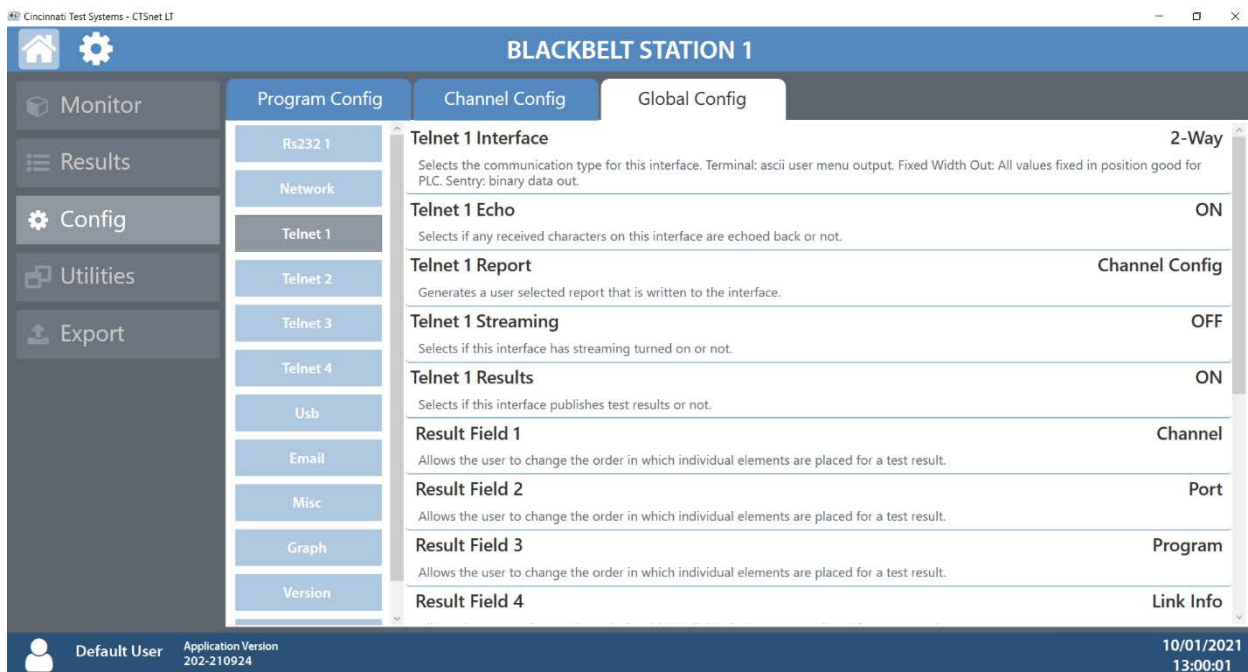 Cincinnati Test Systems - CTSnet LT
BLACKBELT STATION 1
Monitor
Results
Config
Utilities
Export
Program Config
Channel Config
Global Config
Rs232 1
Network
Telnet 1
Telnet 2
Telnet 3
Telnet 4
Usb
Email
Misc
Graph
Version
Telnet 1 Interface 2-Way
Selects the communication type for this interface. Terminal: ascii user menu output. Fixed Width Out: All values fixed in position good for
PLC. Sentry: binary data out.
Telnet 1 Echo ON
Selects if any received characters on this interface are echoed back or not.
Telnet 1 Report Channel Config
Generates a user selected report that is written to the interface.
Telnet 1 Streaming OFF
Selects if this interface has streaming turned on or not.
Telnet 1 Results ON
Selects if this interface publishes test results or not.
Result Field 1 Channel
Allows the user to change the order in which individual elements are placed for a test result.
Result Field 2 Port
Allows the user to change the order in which individual elements are placed for a test result.
Result Field 3 Program
Allows the user to change the order in which individual elements are placed for a test result.
Result Field 4 Link Info
Default User
Application Version
202-210924
10/01/2021
13:00:01